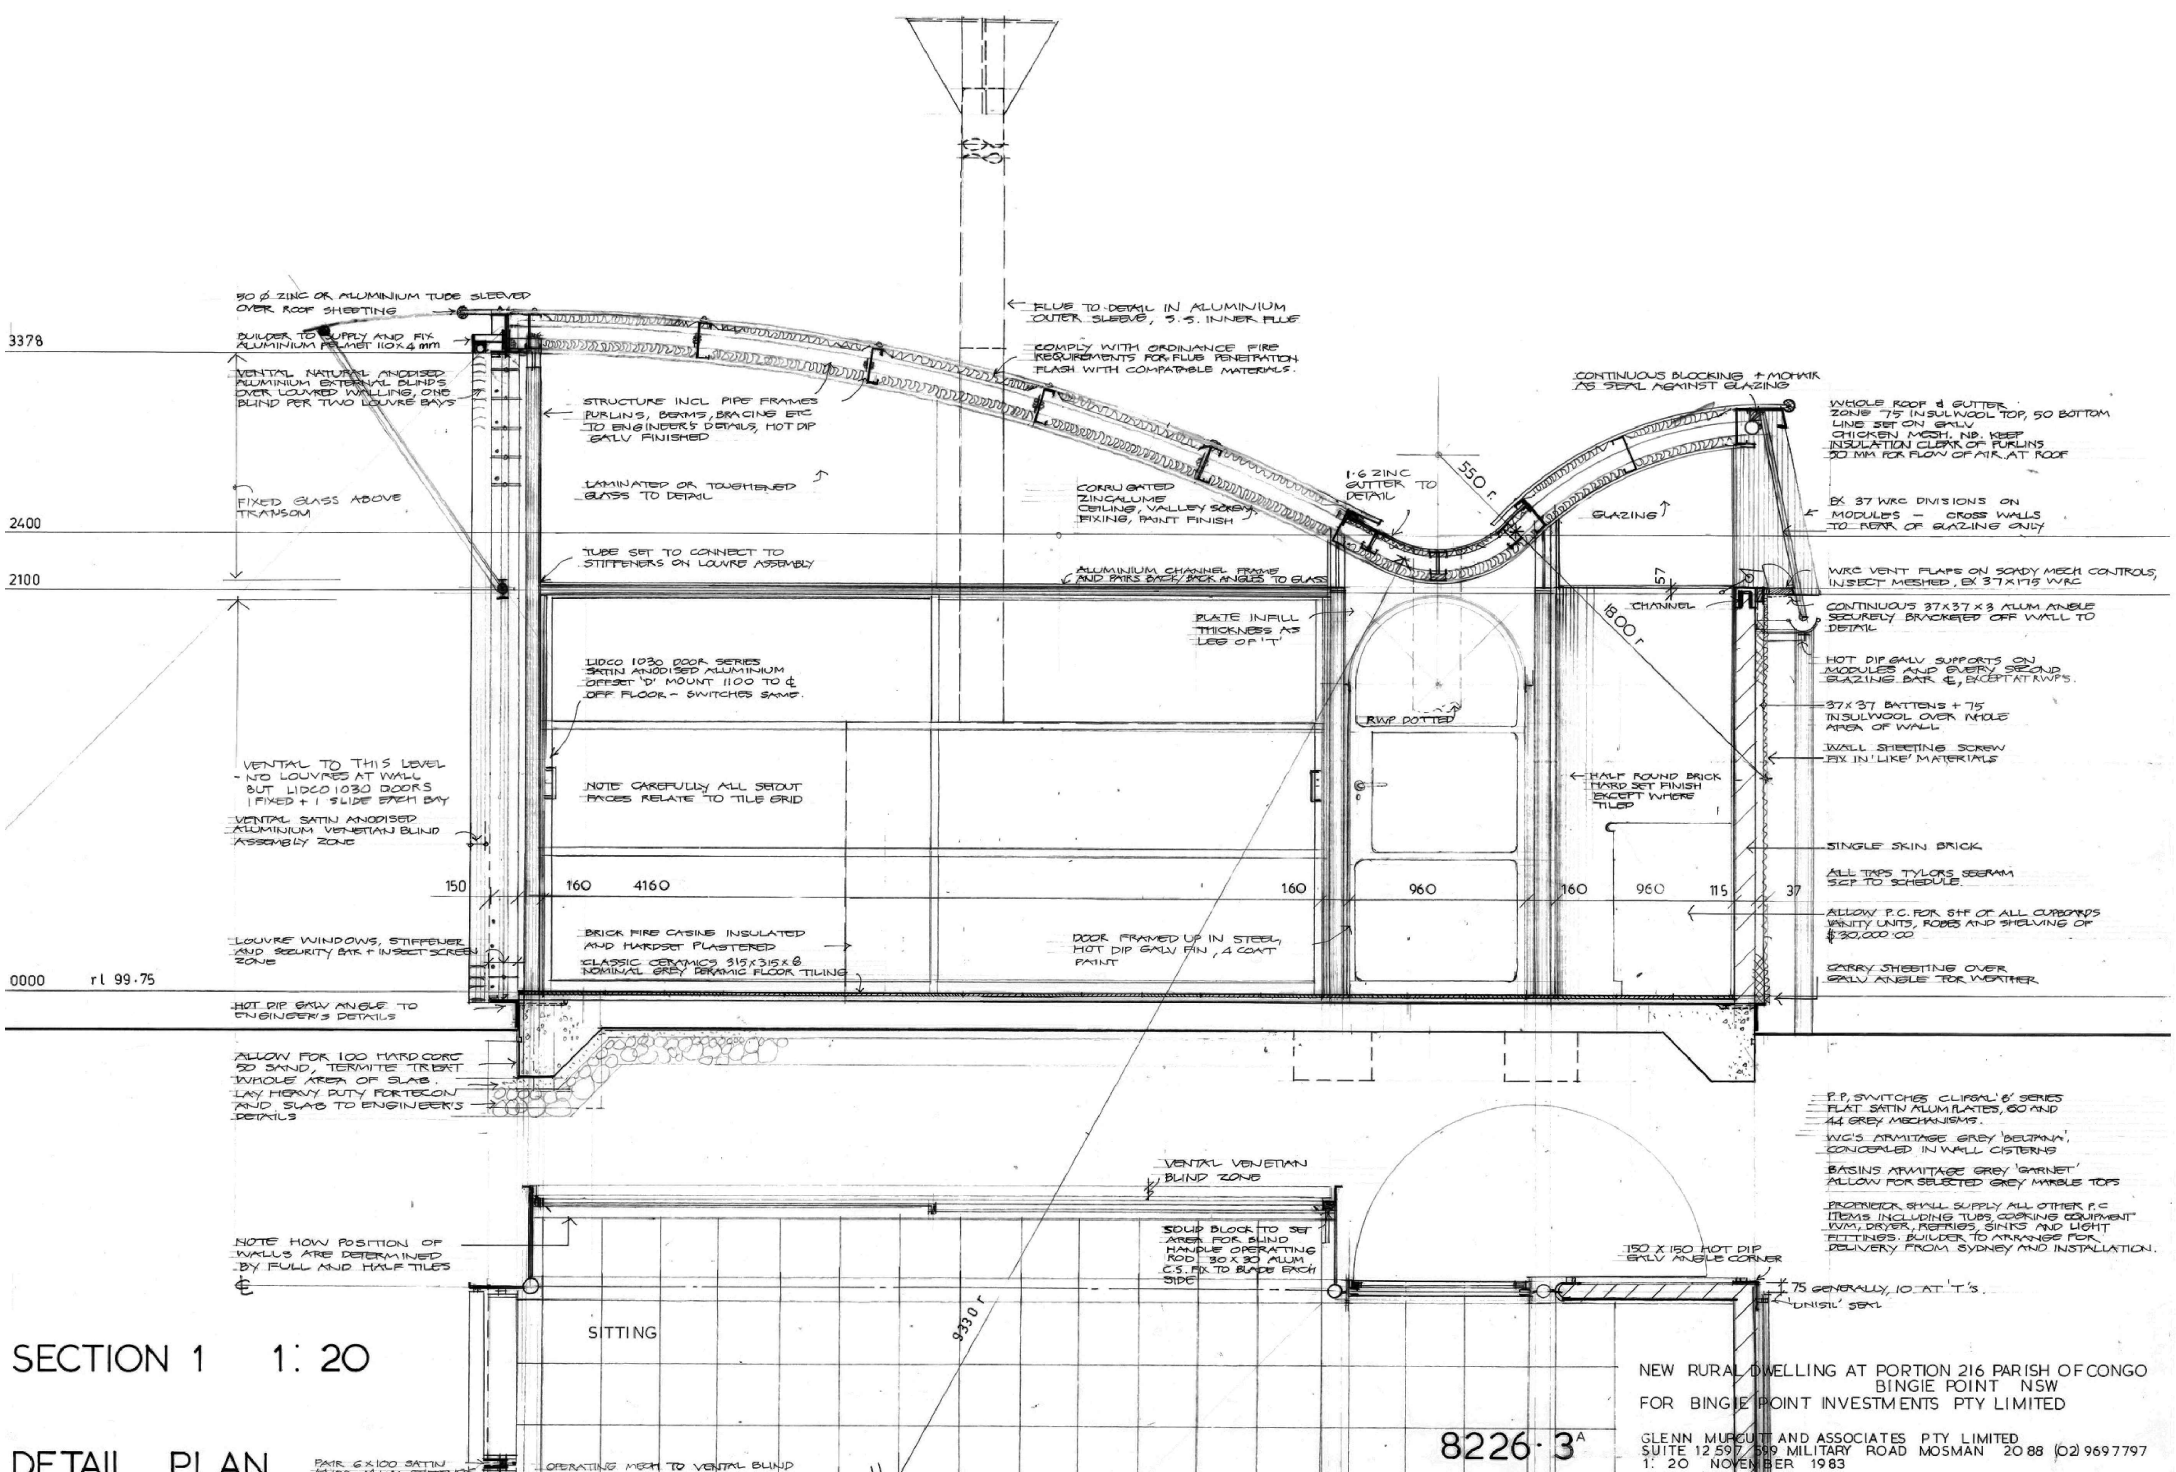 50 Ø ZINC OR ALUMINIUM TUBE SLEEVED
OVER ROOF SHEETING
3378
BUILDER TO SUPPLY AND FIX
ALUMINIUM PELMET 110X4 mm
VENTAL NATURAL ANODISED
ALUMINIUM EXTERNAL BLINDS
OVER LOUVRED WALLING, ONE
BLIND PER TWO LOUVRE BAYS
FIXED GLASS ABOVE
TRANSOM
2400
2100
VENTAL TO THIS LEVEL
- NO LOUVRES AT WALL
BUT LIDCO 1030 DOORS
1 FIXED + 1 SLIDE EACH BAY
VENTAL SATIN ANODISED
ALUMINIUM VENETIAN BLIND
ASSEMBLY ZONE
LOUVRE WINDOWS, STIFFENER
AND SECURITY BAR + INSECT SCREEN
ZONE
0000 rl 99.75
HOT DIP GALV ANGLE TO
ENGINEER'S DETAILS
ALLOW FOR 100 HARD CORE
50 SAND, TERMITE TREAT
WHOLE AREA OF SLAB.
LAY HEAVY DUTY FORTECON
AND SLAB TO ENGINEER'S
DETAILS
STRUCTURE INCL PIPE FRAMES
PURLINS, BEAMS, BRACING ETC
TO ENGINEER'S DETAILS, HOT DIP
GALV FINISHED
LAMINATED OR TOUGHENED
GLASS TO DETAIL
TUBE SET TO CONNECT TO
STIFFENERS ON LOUVRE ASSEMBLY
LIDCO 1030 DOOR SERIES
SATIN ANODISED ALUMINIUM
OFFSET 'D' MOUNT 1100 TO ℄
OFF FLOOR - SWITCHES SAME.
NOTE CAREFULLY ALL SETOUT
FACES RELATE TO TILE GRID
150 160 4160 160 960 160 960 115 37
BRICK FIRE CASING INSULATED
AND HARDSET PLASTERED
CLASSIC CERAMICS 315X315X8
NOMINAL GREY CERAMIC FLOOR TILING
FLUE TO DETAIL IN ALUMINIUM
OUTER SLEEVE, S.S. INNER FLUE
COMPLY WITH ORDINANCE FIRE
REQUIREMENTS FOR FLUE PENETRATION
FLASH WITH COMPATABLE MATERIALS.
CORRUGATED
ZINCALUME
CEILING, VALLEY SCREW
FIXING, PAINT FINISH
1·6 ZINC
GUTTER TO
DETAIL
550 r.
ALUMINIUM CHANNEL FRAME
AND PAIRS BACK/BACK ANGLES TO GLASS
PLATE INFILL
THICKNESS AS
LEG OF 'T'
RWP DOTTED
DOOR FRAMED UP IN STEEL,
HOT DIP GALV FIN, 4 COAT
PAINT
GLAZING
57
CHANNEL
1800 r
HALF ROUND BRICK
HARD SET FINISH
EXCEPT WHERE
TILED
CONTINUOUS BLOCKING + MOHAIR
AS SEAL AGAINST GLAZING
WHOLE ROOF & GUTTER
ZONE 75 INSULWOOL TOP, 50 BOTTOM
LINE SET ON GALV
CHICKEN MESH. NB. KEEP
INSULATION CLEAR OF PURLINS
50 MM FOR FLOW OF AIR AT ROOF
EX 37 WRC DIVISIONS ON
MODULES - CROSS WALLS
TO REAR OF GLAZING ONLY
WRC VENT FLAPS ON MECH CONTROLS,
INSECT MESHED, EX 37X175 WRC
CONTINUOUS 37X37X3 ALUM ANGLE
SECURELY BRACKETED OFF WALL TO
DETAIL
HOT DIP GALV SUPPORTS ON
MODULES AND EVERY SECOND
GLAZING BAR ℄, EXCEPT AT RWPS.
37X37 BATTENS + 75
INSULWOOL OVER WHOLE
AREA OF WALL
WALL SHEETING SCREW
FIX IN 'LIKE' MATERIALS
SINGLE SKIN BRICK
ALL TAPS TYLORS
TO SCHEDULE.
ALLOW P.C. FOR S+F OF ALL CUPBOARDS
VANITY UNITS, ROBES AND SHELVING OF
$30,000·00
CARRY SHEETING OVER
GALV ANGLE FOR WEATHER
P.P, SWITCHES CLIPSAL 'B' SERIES
FLAT SATIN ALUM PLATES, 60 AND
44 GREY MECHANISMS.
WC'S ARMITAGE GREY 'BELTANA',
CONCEALED IN WALL CISTERNS
BASINS ARMITAGE GREY 'GARNET'
ALLOW FOR SELECTED GREY MARBLE TOPS
PROPRIETOR SHALL SUPPLY ALL OTHER P.C
ITEMS INCLUDING TUBS, COOKING EQUIPMENT
WM, DRYER, REFRIGS, SINKS AND LIGHT
FITTINGS. BUILDER TO ARRANGE FOR
DELIVERY FROM SYDNEY AND INSTALLATION.
VENTAL VENETIAN
BLIND ZONE
SOLID BLOCK TO SET
AREA FOR BLIND
HANDLE OPERATING
ROD 30 X 30 ALUM.
C.S. FIX TO BLADE EACH
SIDE
NOTE HOW POSITION OF
WALLS ARE DETERMINED
BY FULL AND HALF TILES
℄
150 X 150 HOT DIP
GALV ANGLE CORNER
75 GENERALLY, 10 AT 'T'S.
'UNISIL' SEAL
SITTING
9330 r
SECTION 1 1:20
DETAIL PLAN
PAIR 6X100 SATIN
OPERATING MECH TO VENTAL BLIND
8226·3A
NEW RURAL DWELLING AT PORTION 216 PARISH OF CONGO
BINGIE POINT NSW
FOR BINGIE POINT INVESTMENTS PTY LIMITED
GLENN MURCUTT AND ASSOCIATES PTY LIMITED
SUITE 12 597/599 MILITARY ROAD MOSMAN 2088 (02) 9697797
1:20 NOVEMBER 1983